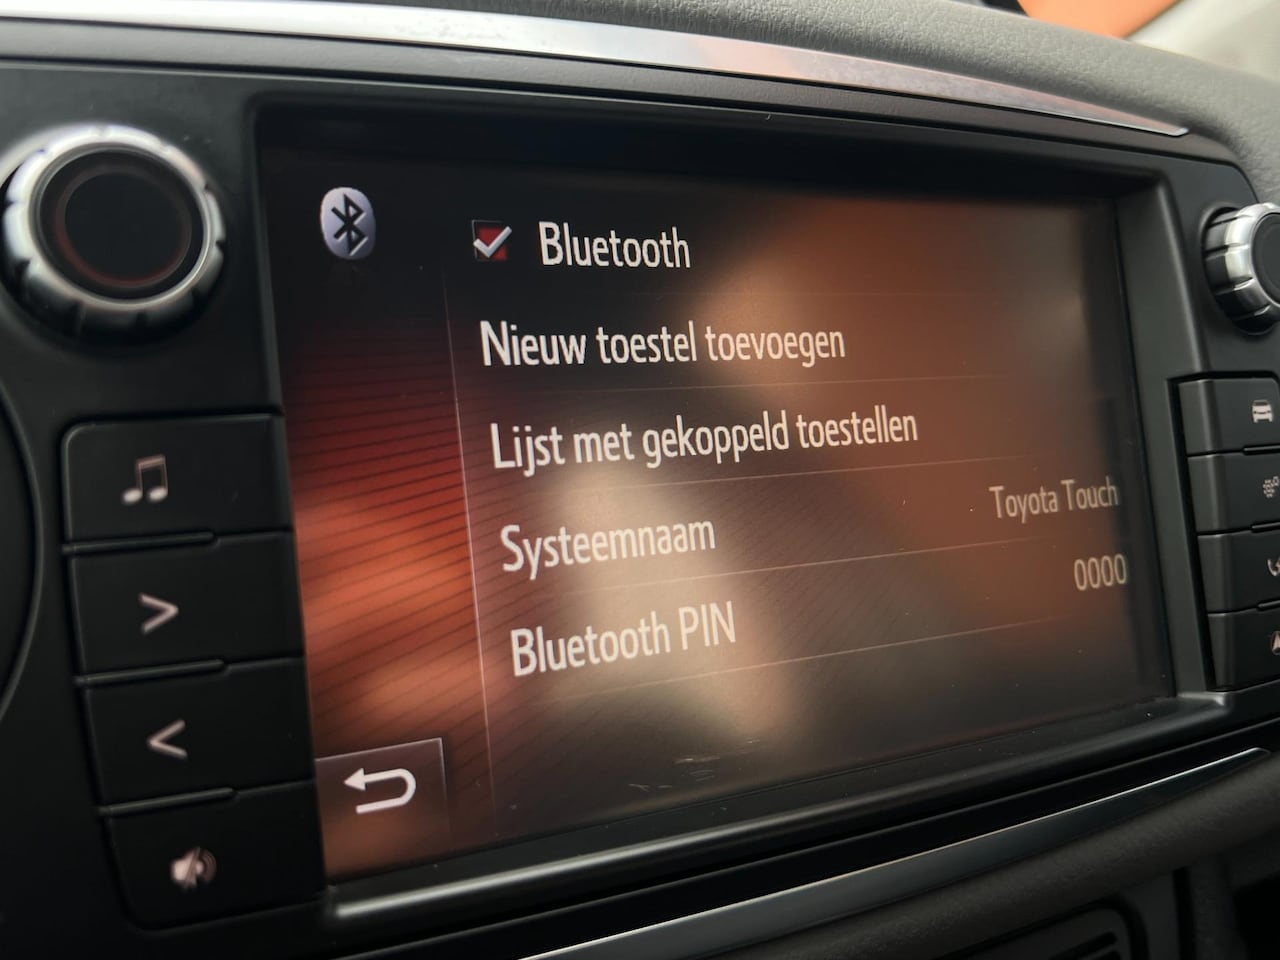 Bluetooth
Nieuw toestel toevoegen
Lijst met gekoppeld toestellen
Systeemnaam Toyota Touch
Bluetooth PIN 0000